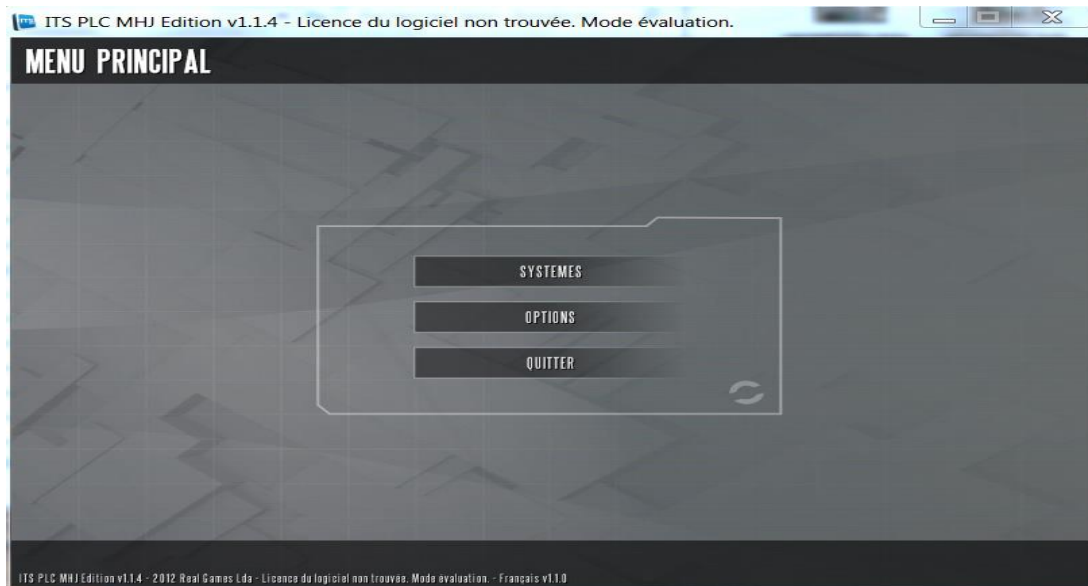 ITS PLC MHJ Edition v1.1.4 - Licence du logiciel non trouvée. Mode évaluation.
MENU PRINCIPAL
SYSTEMES
OPTIONS
QUITTER
ITS PLC MHJ Edition v1.1.4 - 2012 Real Games Lda - Licence du logiciel non trouvée. Mode évaluation. - Français v1.1.0